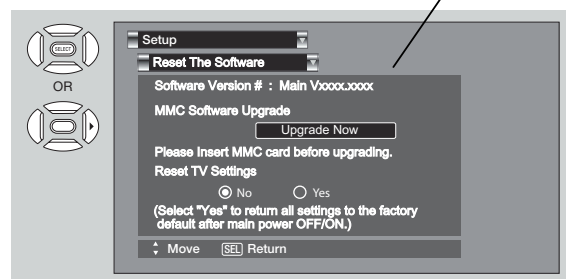 SELECT
OR
Setup
Reset The Software
Software Version # : Main Vxxxx.xxxx
MMC Software Upgrade
Upgrade Now
Please Insert MMC card before upgrading.
Reset TV Settings
No Yes
(Select "Yes" to return all settings to the factory
default after main power OFF/ON.)
Move SEL Return